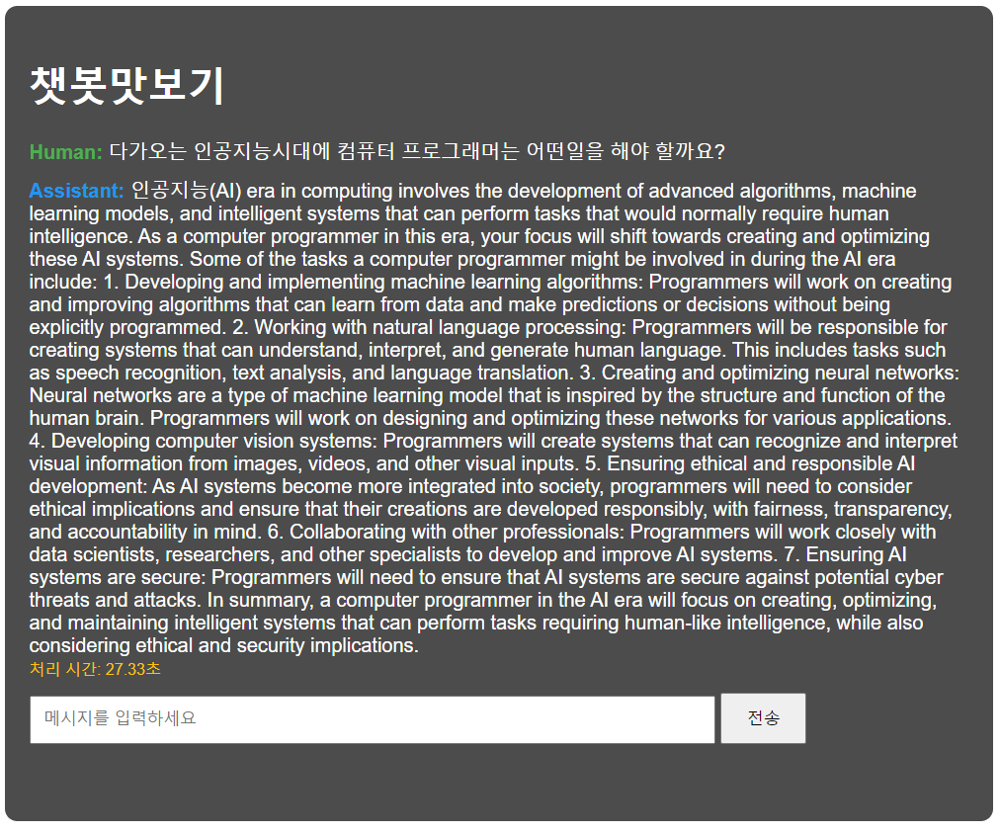 챗봇맛보기
Human: 다가오는 인공지능시대에 컴퓨터 프로그래머는 어떤일을 해야 할까요?
Assistant: 인공지능(AI) era in computing involves the development of advanced algorithms, machine
learning models, and intelligent systems that can perform tasks that would normally require human
intelligence. As a computer programmer in this era, your focus will shift towards creating and optimizing
these AI systems. Some of the tasks a computer programmer might be involved in during the AI era
include: 1. Developing and implementing machine learning algorithms: Programmers will work on creating
and improving algorithms that can learn from data and make predictions or decisions without being
explicitly programmed. 2. Working with natural language processing: Programmers will be responsible for
creating systems that can understand, interpret, and generate human language. This includes tasks such
as speech recognition, text analysis, and language translation. 3. Creating and optimizing neural networks:
Neural networks are a type of machine learning model that is inspired by the structure and function of the
human brain. Programmers will work on designing and optimizing these networks for various applications.
4. Developing computer vision systems: Programmers will create systems that can recognize and interpret
visual information from images, videos, and other visual inputs. 5. Ensuring ethical and responsible AI
development: As AI systems become more integrated into society, programmers will need to consider
ethical implications and ensure that their creations are developed responsibly, with fairness, transparency,
and accountability in mind. 6. Collaborating with other professionals: Programmers will work closely with
data scientists, researchers, and other specialists to develop and improve AI systems. 7. Ensuring AI
systems are secure: Programmers will need to ensure that AI systems are secure against potential cyber
threats and attacks. In summary, a computer programmer in the AI era will focus on creating, optimizing,
and maintaining intelligent systems that can perform tasks requiring human-like intelligence, while also
considering ethical and security implications.
처리 시간: 27.33초
메시지를 입력하세요 전송